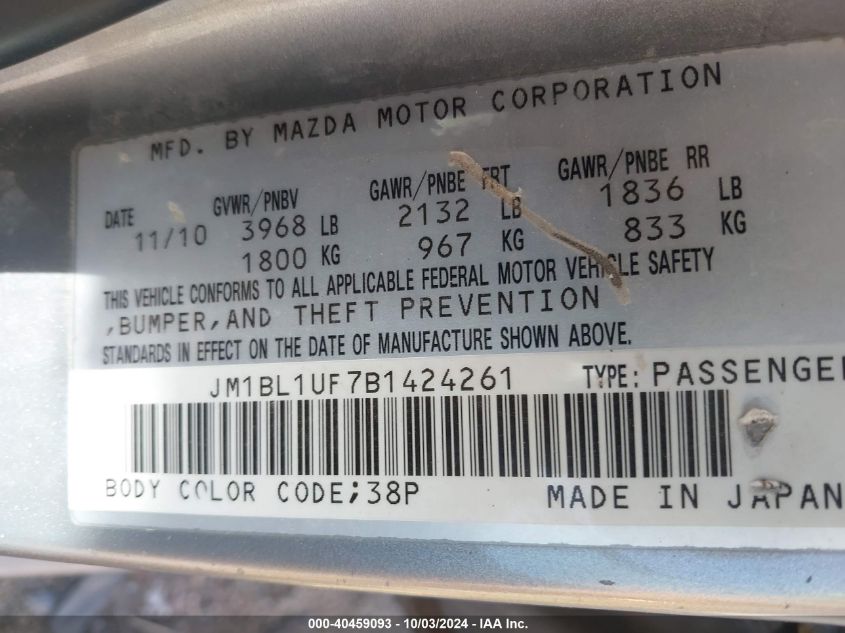 MFD. BY MAZDA MOTOR CORPORATION
DATE GVWR/PNBV GAWR/PNBE FRT GAWR/PNBE RR
11/10 3968 LB 2132 LB 1836 LB
1800 KG 967 KG 833 KG
THIS VEHICLE CONFORMS TO ALL APPLICABLE FEDERAL MOTOR VEHICLE SAFETY
,BUMPER,AND THEFT PREVENTION
STANDARDS IN EFFECT ON THE DATE OF MANUFACTURE SHOWN ABOVE.
JM1BL1UF7B1424261 TYPE: PASSENGER
BODY COLOR CODE;38P MADE IN JAPAN
000-40459093 - 10/03/2024 - IAA Inc.